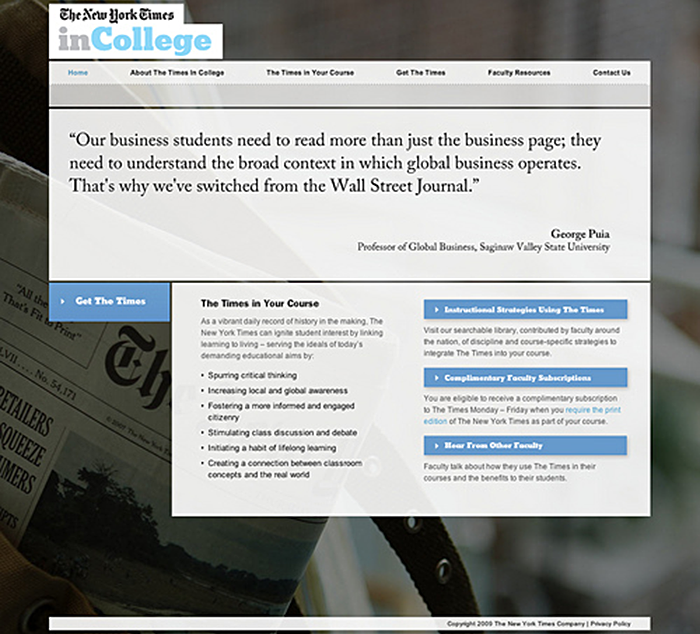 The New York Times
inCollege
Home About The Times In College The Times in Your Course Get The Times Faculty Resources Contact Us
“Our business students need to read more than just the business page; they
need to understand the broad context in which global business operates.
That's why we've switched from the Wall Street Journal.”
George Puia
Professor of Global Business, Saginaw Valley State University
Get The Times
The Times in Your Course
As a vibrant daily record of history in the making, The
New York Times can ignite student interest by linking
learning to living – serving the ideals of today's
demanding educational aims by:
• Spurring critical thinking
• Increasing local and global awareness
• Fostering a more informed and engaged
citizenry
• Stimulating class discussion and debate
• Initiating a habit of lifelong learning
• Creating a connection between classroom
concepts and the real world
Instructional Strategies Using The Times
Visit our searchable library, contributed by faculty around
the nation, of discipline and course-specific strategies to
integrate The Times into your course.
Complimentary Faculty Subscriptions
You are eligible to receive a complimentary subscription
to The Times Monday – Friday when you require the print
edition of The New York Times as part of your course.
Hear From Other Faculty
Faculty talk about how they use The Times in their
courses and the benefits to their students.
"All the
That's Fit to Print"
LVII .... No. 54,171
Th
© 2007 The New York Times
RETAILERS
SQUEEZE
Copyright 2009 The New York Times Company | Privacy Policy